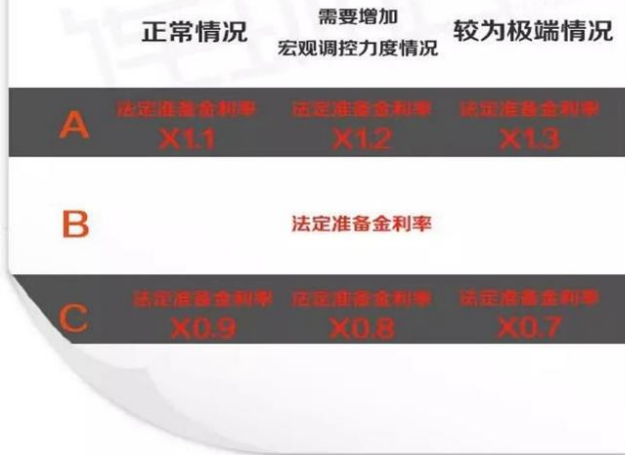 正常情况
需要增加
宏观调控力度情况
较为极端情况
A
法定准备金利率
X1.1
法定准备金利率
X1.2
法定准备金利率
X1.3
B
法定准备金利率
C
法定准备金利率
X0.9
法定准备金利率
X0.8
法定准备金利率
X0.7